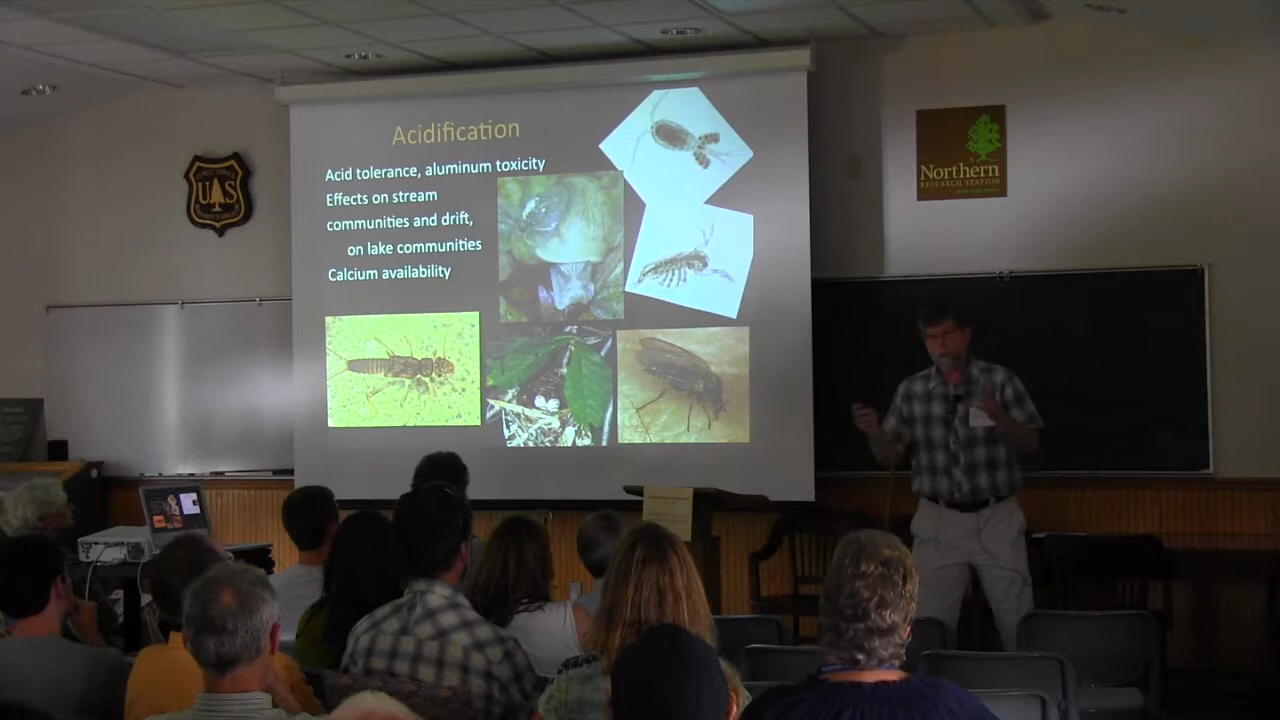 Acidification
Acid tolerance, aluminum toxicity
Effects on stream
communities and drift,
on lake communities
Calcium availability
US
Northern
RESEARCH STATION